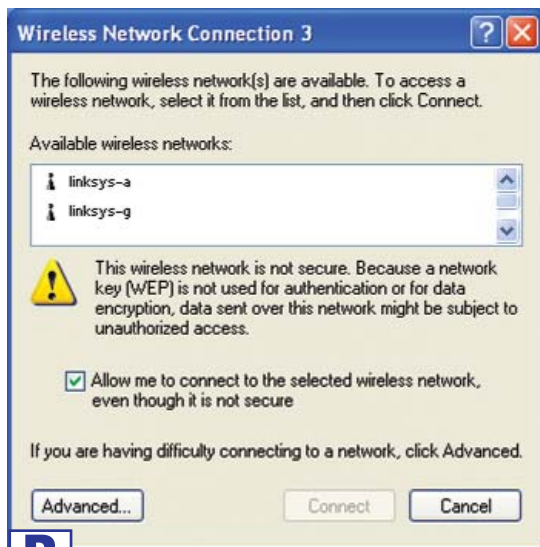 Wireless Network Connection 3
The following wireless network(s) are available. To access a
wireless network, select it from the list, and then click Connect.
Available wireless networks:
linksys-a
linksys-g
This wireless network is not secure. Because a network
key (WEP) is not used for authentication or for data
encryption, data sent over this network might be subject to
unauthorized access.
Allow me to connect to the selected wireless network,
even though it is not secure
If you are having difficulty connecting to a network, click Advanced.
Advanced... Connect Cancel